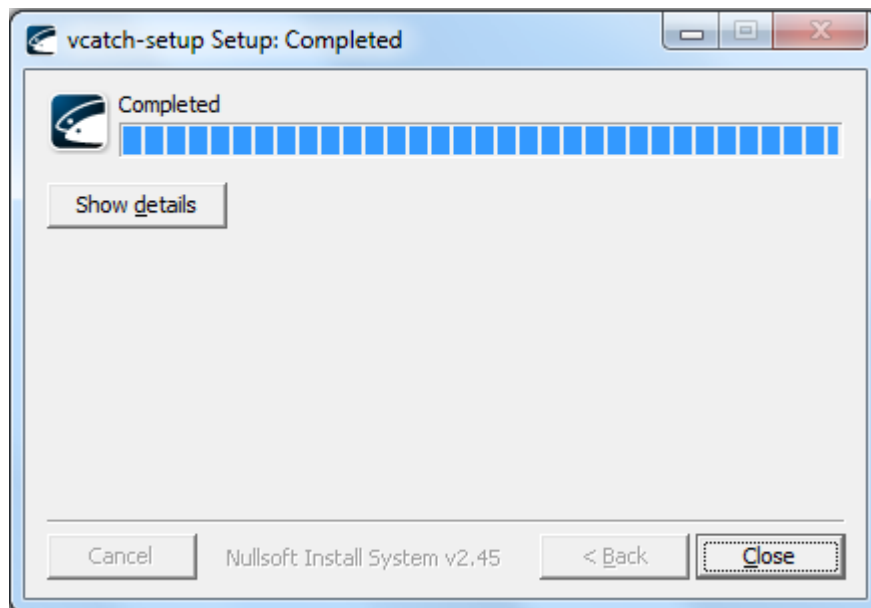 vcatch-setup Setup: Completed
Completed
Show details
Cancel Nullsoft Install System v2.45 < Back Close